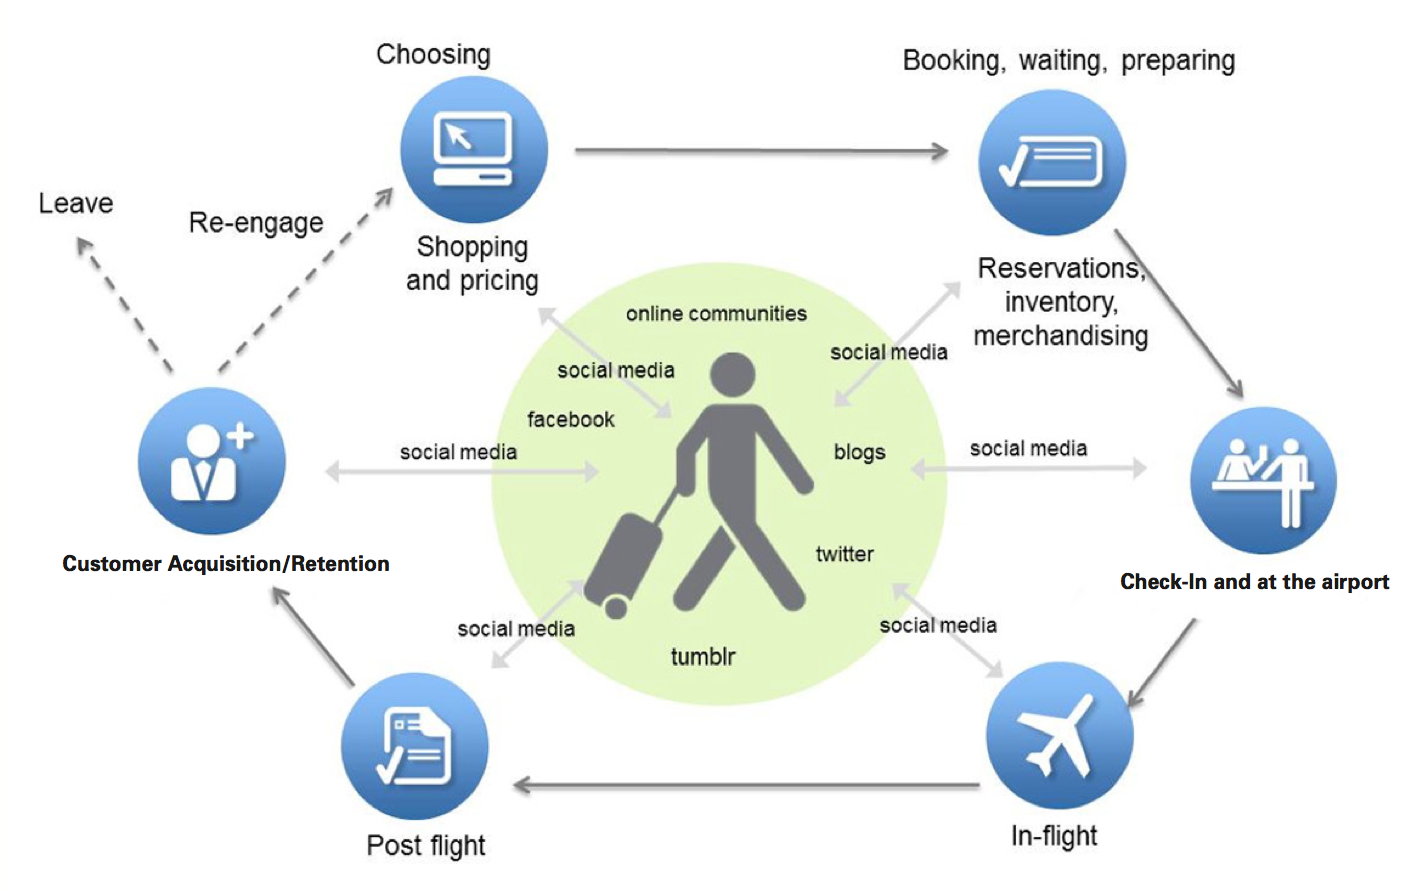 Choosing
Booking, waiting, preparing
Leave
Re-engage
Shopping
and pricing
Reservations,
inventory,
merchandising
online communities
social media
social media
facebook
social media
blogs
social media
Customer Acquisition/Retention
twitter
Check-In and at the airport
social media
social media
tumblr
Post flight
In-flight